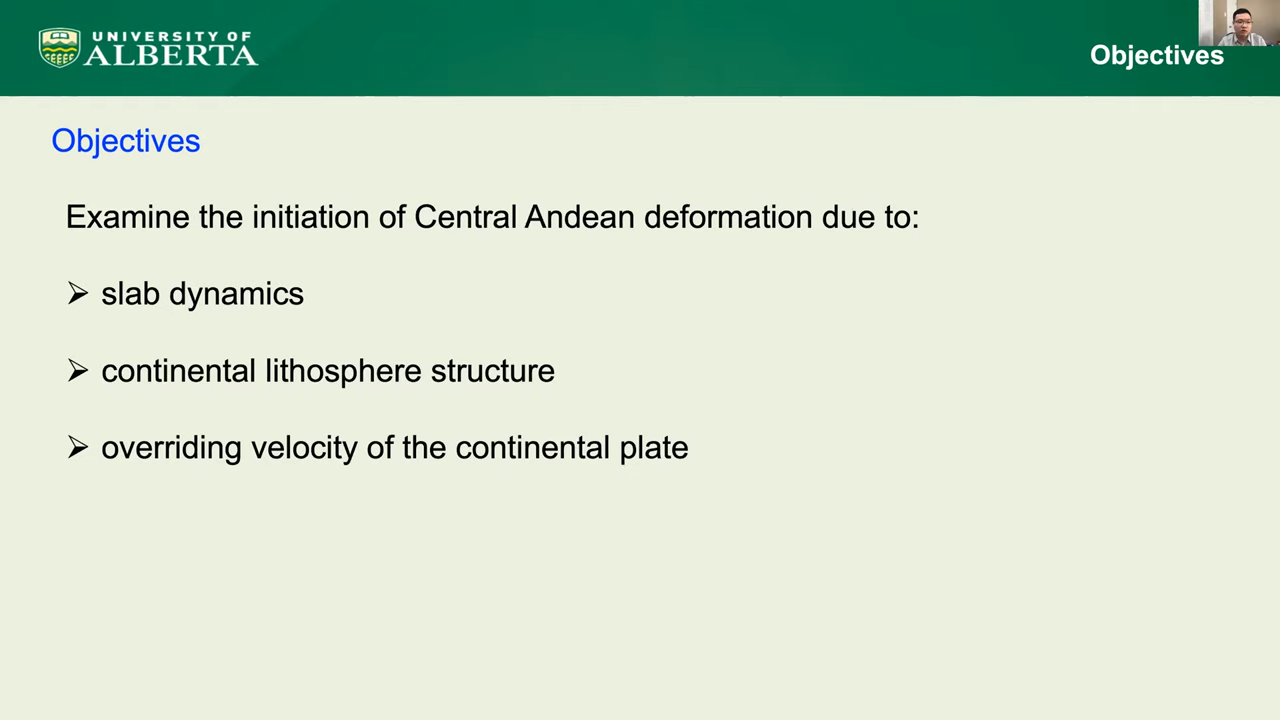 UNIVERSITY OF
ALBERTA
Objectives
Objectives
Examine the initiation of Central Andean deformation due to:
➢ slab dynamics
➢ continental lithosphere structure
➢ overriding velocity of the continental plate